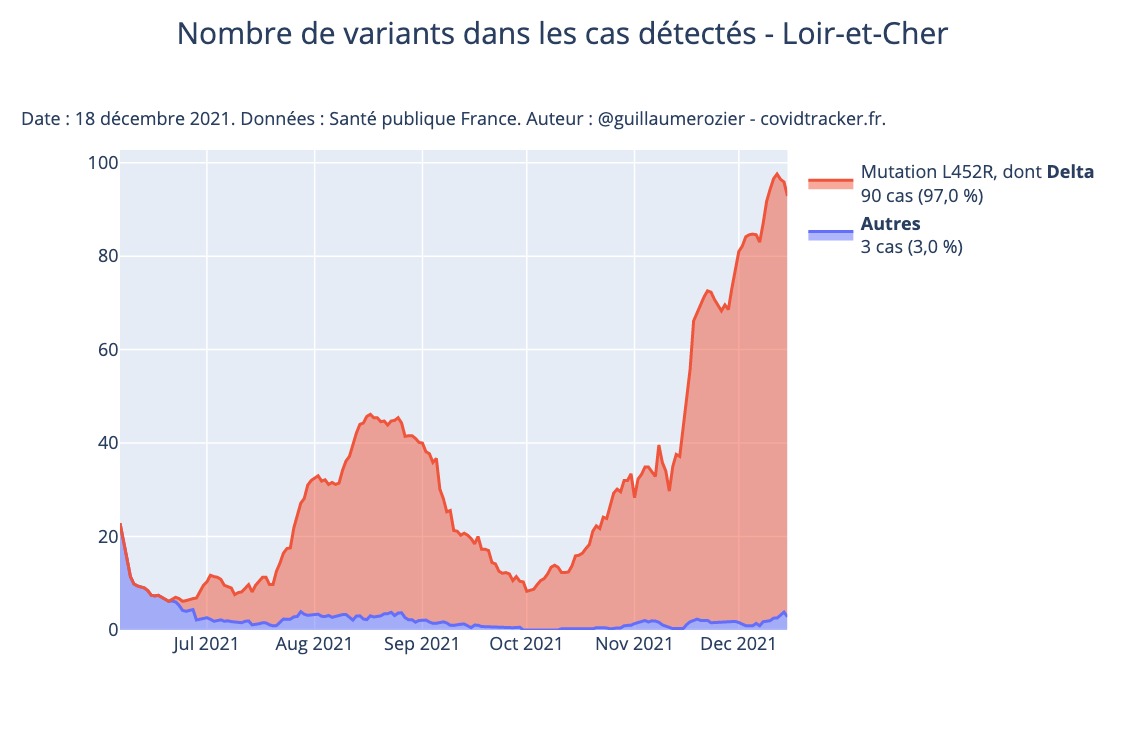 Nombre de variants dans les cas détectés - Loir-et-Cher
Date : 18 décembre 2021. Données : Santé publique France. Auteur : @guillaumerozier - covidtracker.fr.
100
80
60
40
20
0
Jul 2021
Aug 2021
Sep 2021
Oct 2021
Nov 2021
Dec 2021
Mutation L452R, dont Delta
90 cas (97,0 %)
Autres
3 cas (3,0 %)